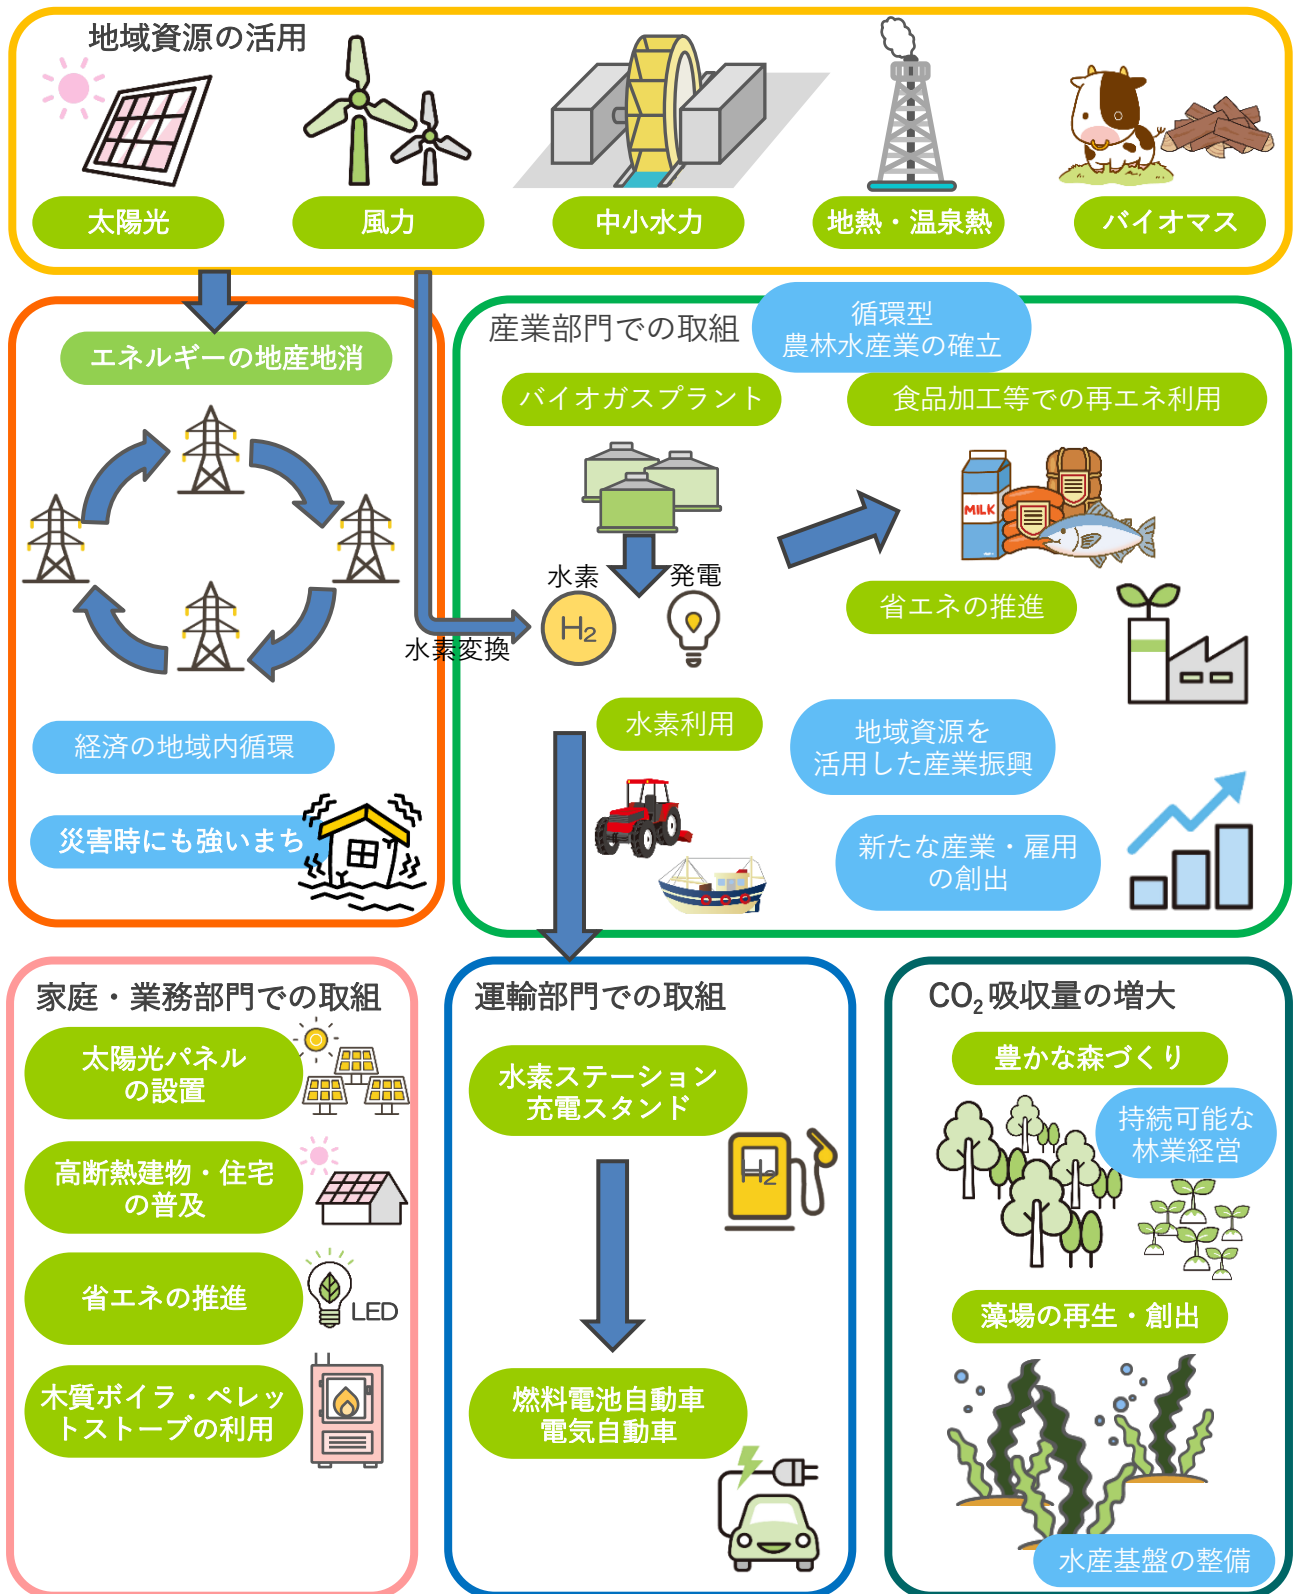 地域資源の活用
太陽光
風力
中小水力
地熱・温泉熱
バイオマス
エネルギーの地産地消
経済の地域内循環
災害時にも強いまち
産業部門での取組
循環型
農林水産業の確立
バイオガスプラント
食品加工等での再エネ利用
MILK
水素
発電
H₂
水素変換
省エネの推進
水素利用
地域資源を
活用した産業振興
新たな産業・雇用
の創出
家庭・業務部門での取組
太陽光パネル
の設置
高断熱建物・住宅
の普及
省エネの推進
LED
木質ボイラ・ペレッ
トストーブの利用
運輸部門での取組
水素ステーション
充電スタンド
H₂
燃料電池自動車
電気自動車
CO₂吸収量の増大
豊かな森づくり
持続可能な
林業経営
藻場の再生・創出
水産基盤の整備